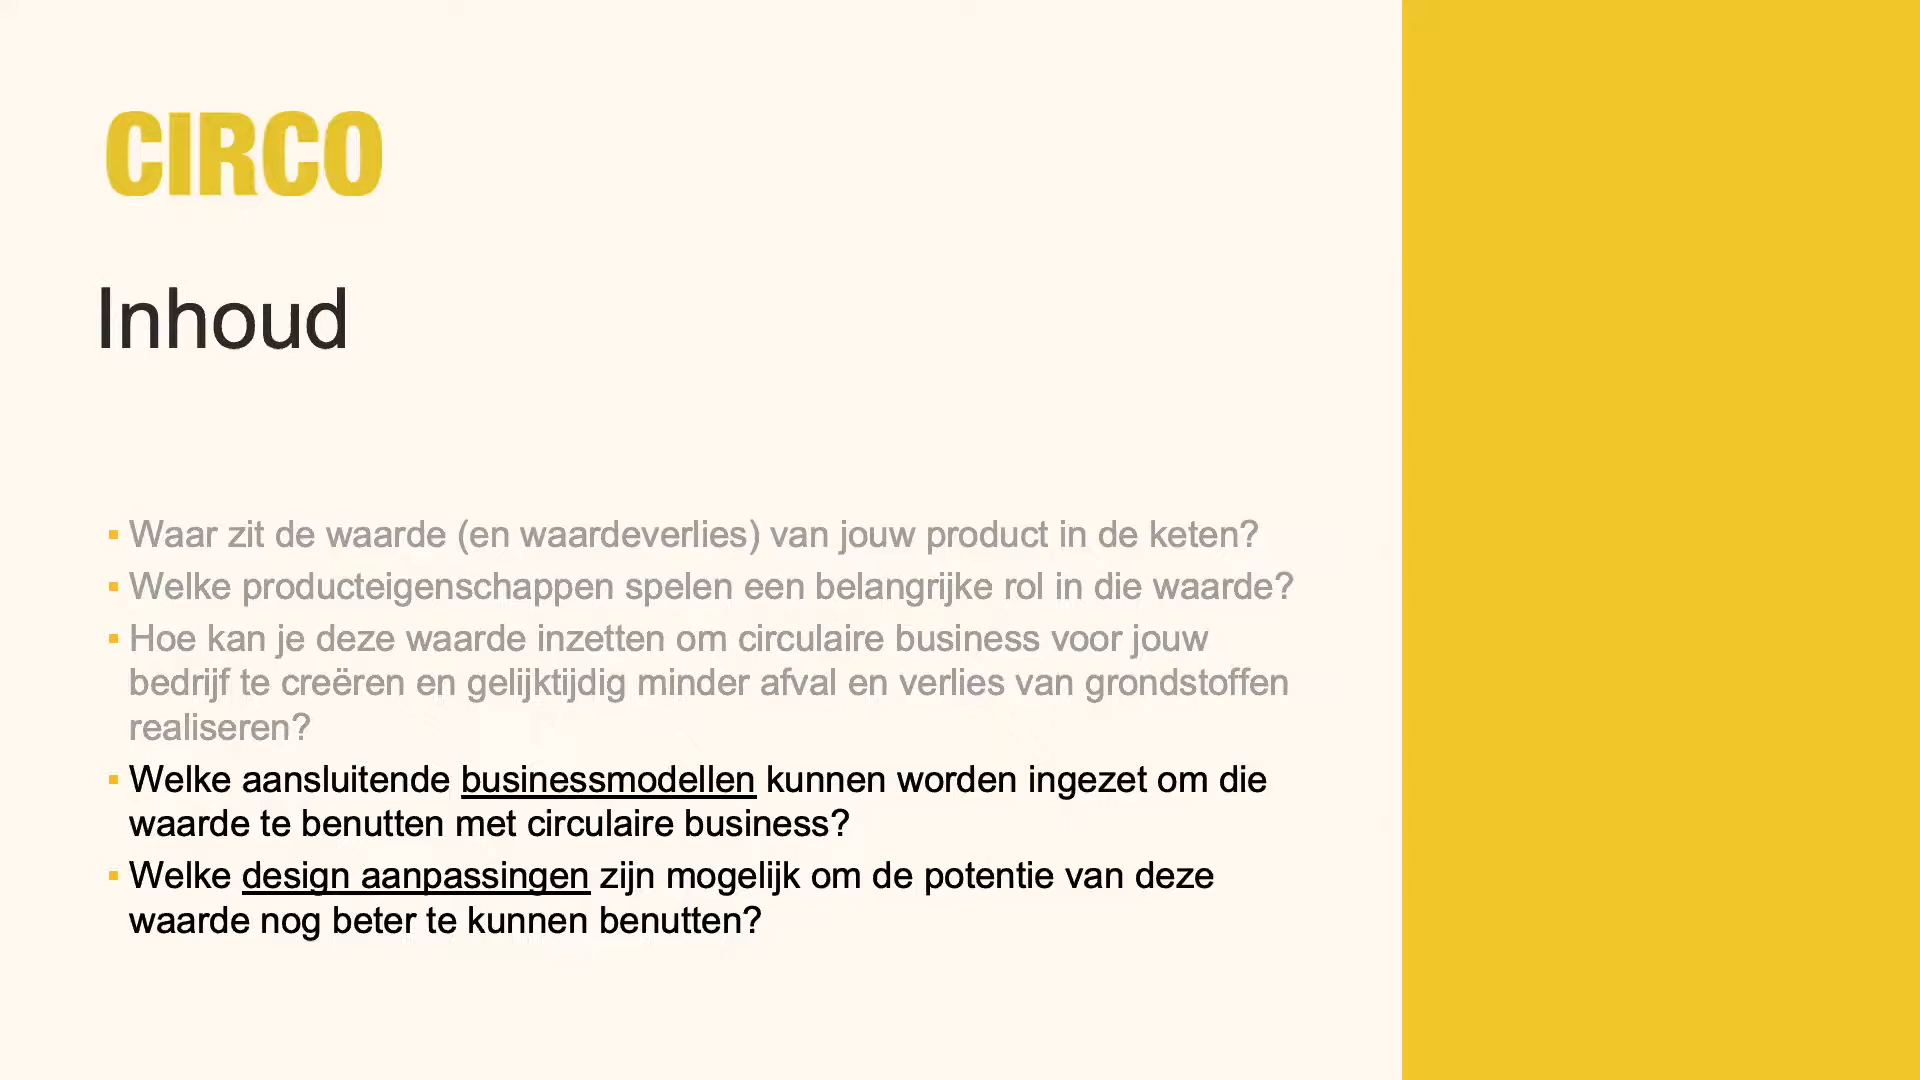 CIRCO
Inhoud
▪ Waar zit de waarde (en waardeverlies) van jouw product in de keten?
▪ Welke producteigenschappen spelen een belangrijke rol in die waarde?
▪ Hoe kan je deze waarde inzetten om circulaire business voor jouw
bedrijf te creëren en gelijktijdig minder afval en verlies van grondstoffen
realiseren?
▪ Welke aansluitende businessmodellen kunnen worden ingezet om die
waarde te benutten met circulaire business?
▪ Welke design aanpassingen zijn mogelijk om de potentie van deze
waarde nog beter te kunnen benutten?